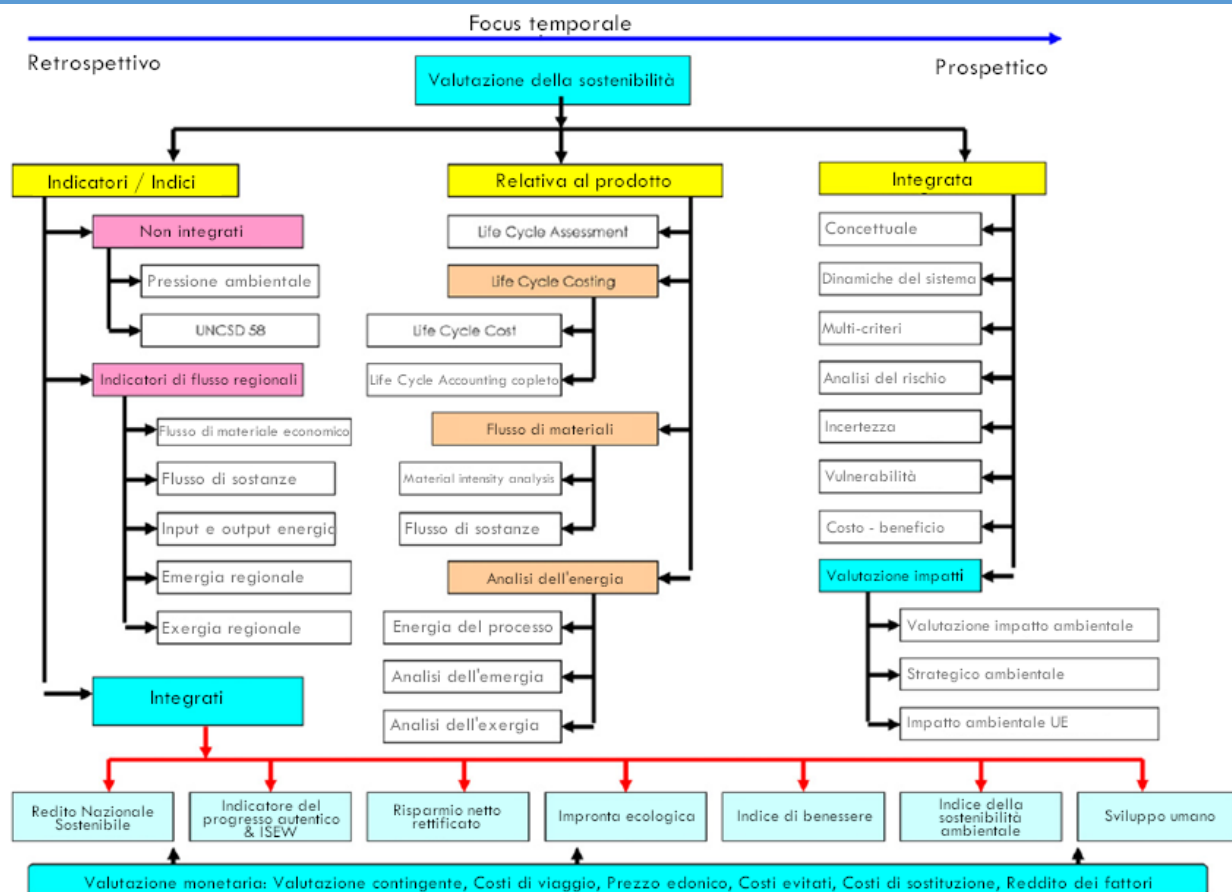 Focus temporale
Retrospettivo
Prospettico
Valutazione della sostenibilità
Indicatori / Indici
Non integrati
Pressione ambientale
UNCSD 58
Indicatori di flusso regionali
Flusso di materiale economico
Flusso di sostanze
Input e output energia
Emergia regionale
Exergia regionale
Integrati
Relativa al prodotto
Life Cycle Assessment
Life Cycle Costing
Life Cycle Cost
Life Cycle Accounting copleto
Flusso di materiali
Material intensity analysis
Flusso di sostanze
Analisi dell'energia
Energia del processo
Analisi dell'emergia
Analisi dell'exergia
Integrata
Concettuale
Dinamiche del sistema
Multi-criteri
Analisi del rischio
Incertezza
Vulnerabilità
Costo - beneficio
Valutazione impatti
Valutazione impatto ambientale
Strategico ambientale
Impatto ambientale UE
Redito Nazionale
Sostenibile
Indicatore del
progresso autentico
& ISEW
Risparmio netto
rettificato
Impronta ecologica
Indice di benessere
Indice della
sostenibilità
ambientale
Sviluppo umano
Valutazione monetaria: Valutazione contingente, Costi di viaggio, Prezzo edonico, Costi evitati, Costi di sostituzione, Reddito dei fattori